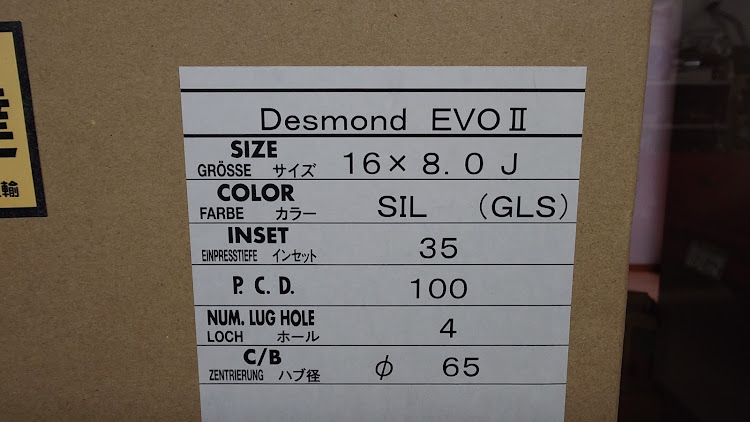 Desmond EVOⅡ
SIZE
GRÖSSE サイズ 16×8.0J
COLOR
FARBE カラー SIL (GLS)
INSET
EINPRESSTIEFE インセット 35
P.C.D. 100
NUM. LUG HOLE
LOCH ホール 4
C/B
ZENTRIERUNG ハブ径 φ 65
輸